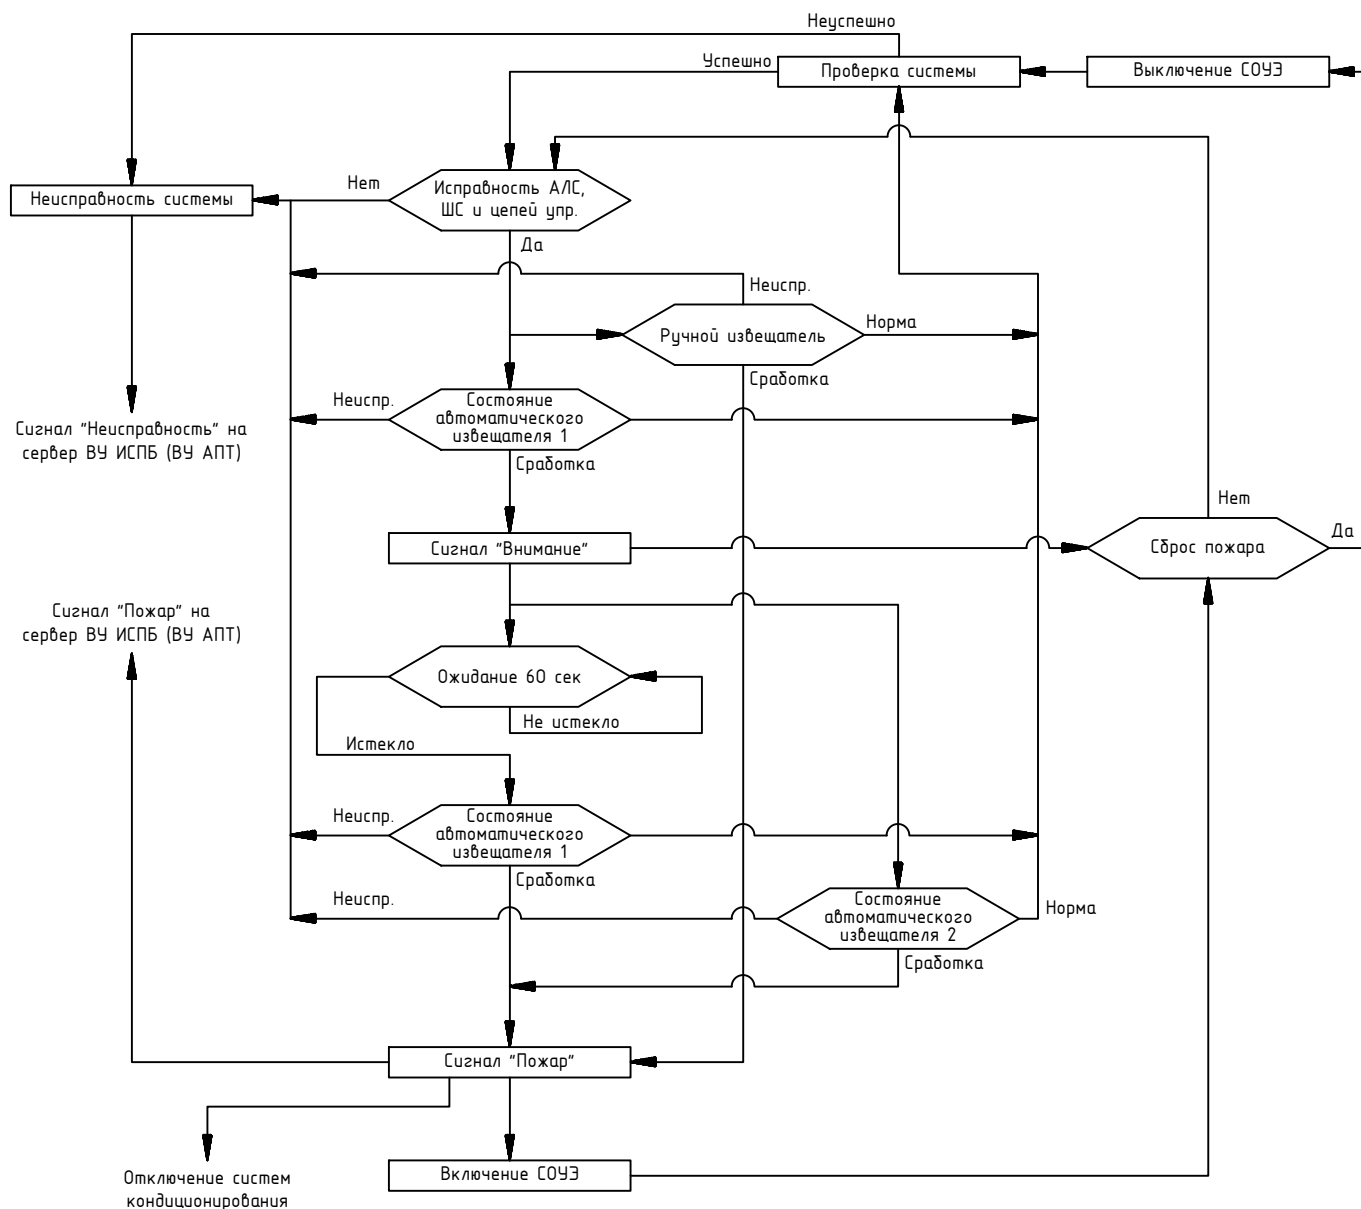 Неуспешно
Успешно
Проверка системы
Выключение СОУЭ
Нет
Исправность АЛС,
ШС и цепей упр.
Неисправность системы
Да
Неиспр.
Норма
Ручной извещатель
Сработка
Неиспр.
Состояние
автоматического
извещателя 1
Сигнал "Неисправность" на
сервер ВУ ИСПБ (ВУ АПТ)
Сработка
Нет
Сигнал "Внимание"
Сброс пожара
Да
Сигнал "Пожар" на
сервер ВУ ИСПБ (ВУ АПТ)
Ожидание 60 сек
Не истекло
Истекло
Неиспр.
Состояние
автоматического
извещателя 1
Сработка
Неиспр.
Состояние
автоматического
извещателя 2
Норма
Сработка
Сигнал "Пожар"
Отключение систем
кондиционирования
Включение СОУЭ